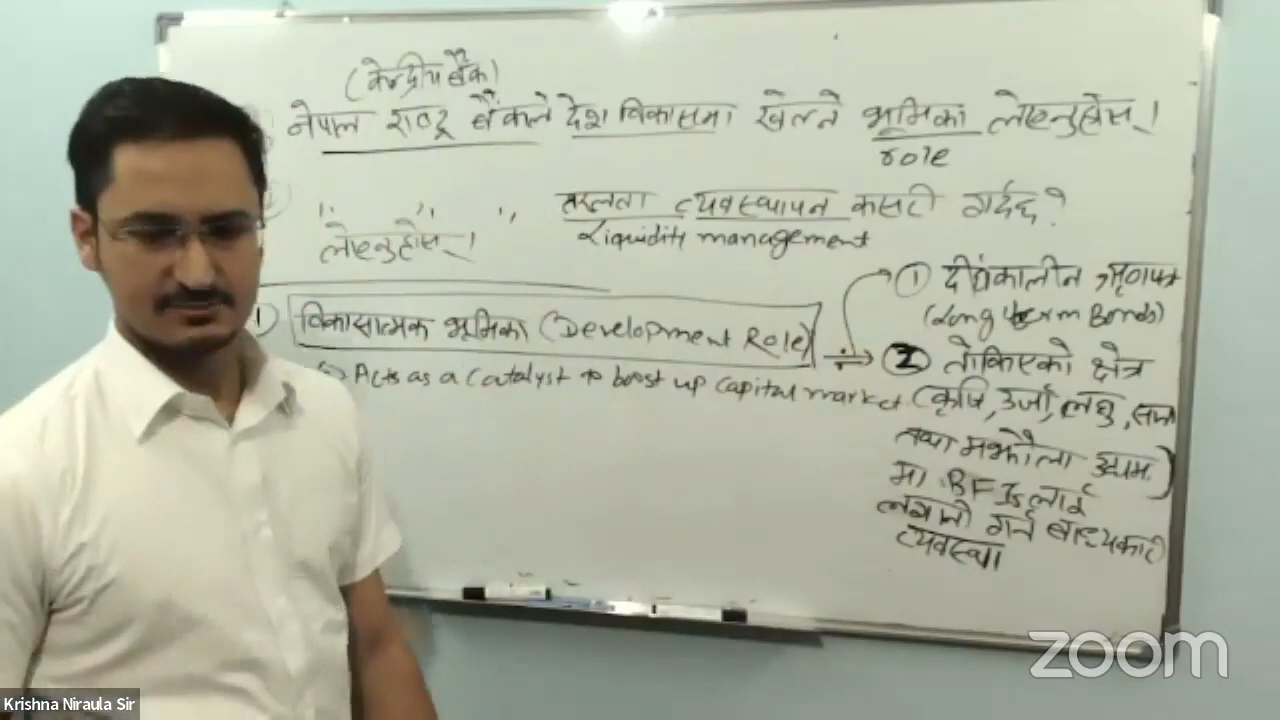 (केन्द्रीय बैंक)
नेपाल राष्ट्र बैंकले देश विकासमा खेल्ने भूमिका लेख्नुहोस् ।
role
" " " तरलता व्यवस्थापन कसरी गर्दछ ?
लेख्नुहोस् । Liquidity management
1) विकासात्मक भूमिका (Development Role)
Acts as a catalyst to boost up capital market
① दीर्घकालीन ऋणपत्र
(Long term Bonds)
② तोकिएको क्षेत्र
(कृषि, उर्जा, लघु,
तथा मझौला उद्यम)
मा BFIs लाई
लगानी गर्न बाध्यकारी
व्यवस्था
zoom
Krishna Niraula Sir